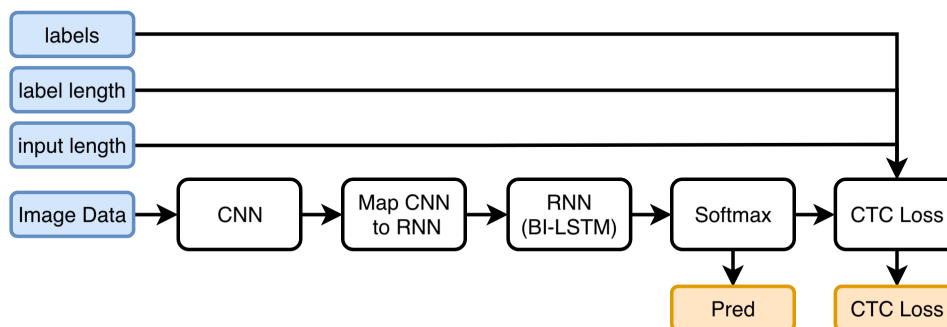 labels
label length
input length
Image Data
CNN
Map CNN
to RNN
RNN
(BI-LSTM)
Softmax
CTC Loss
Pred
CTC Loss